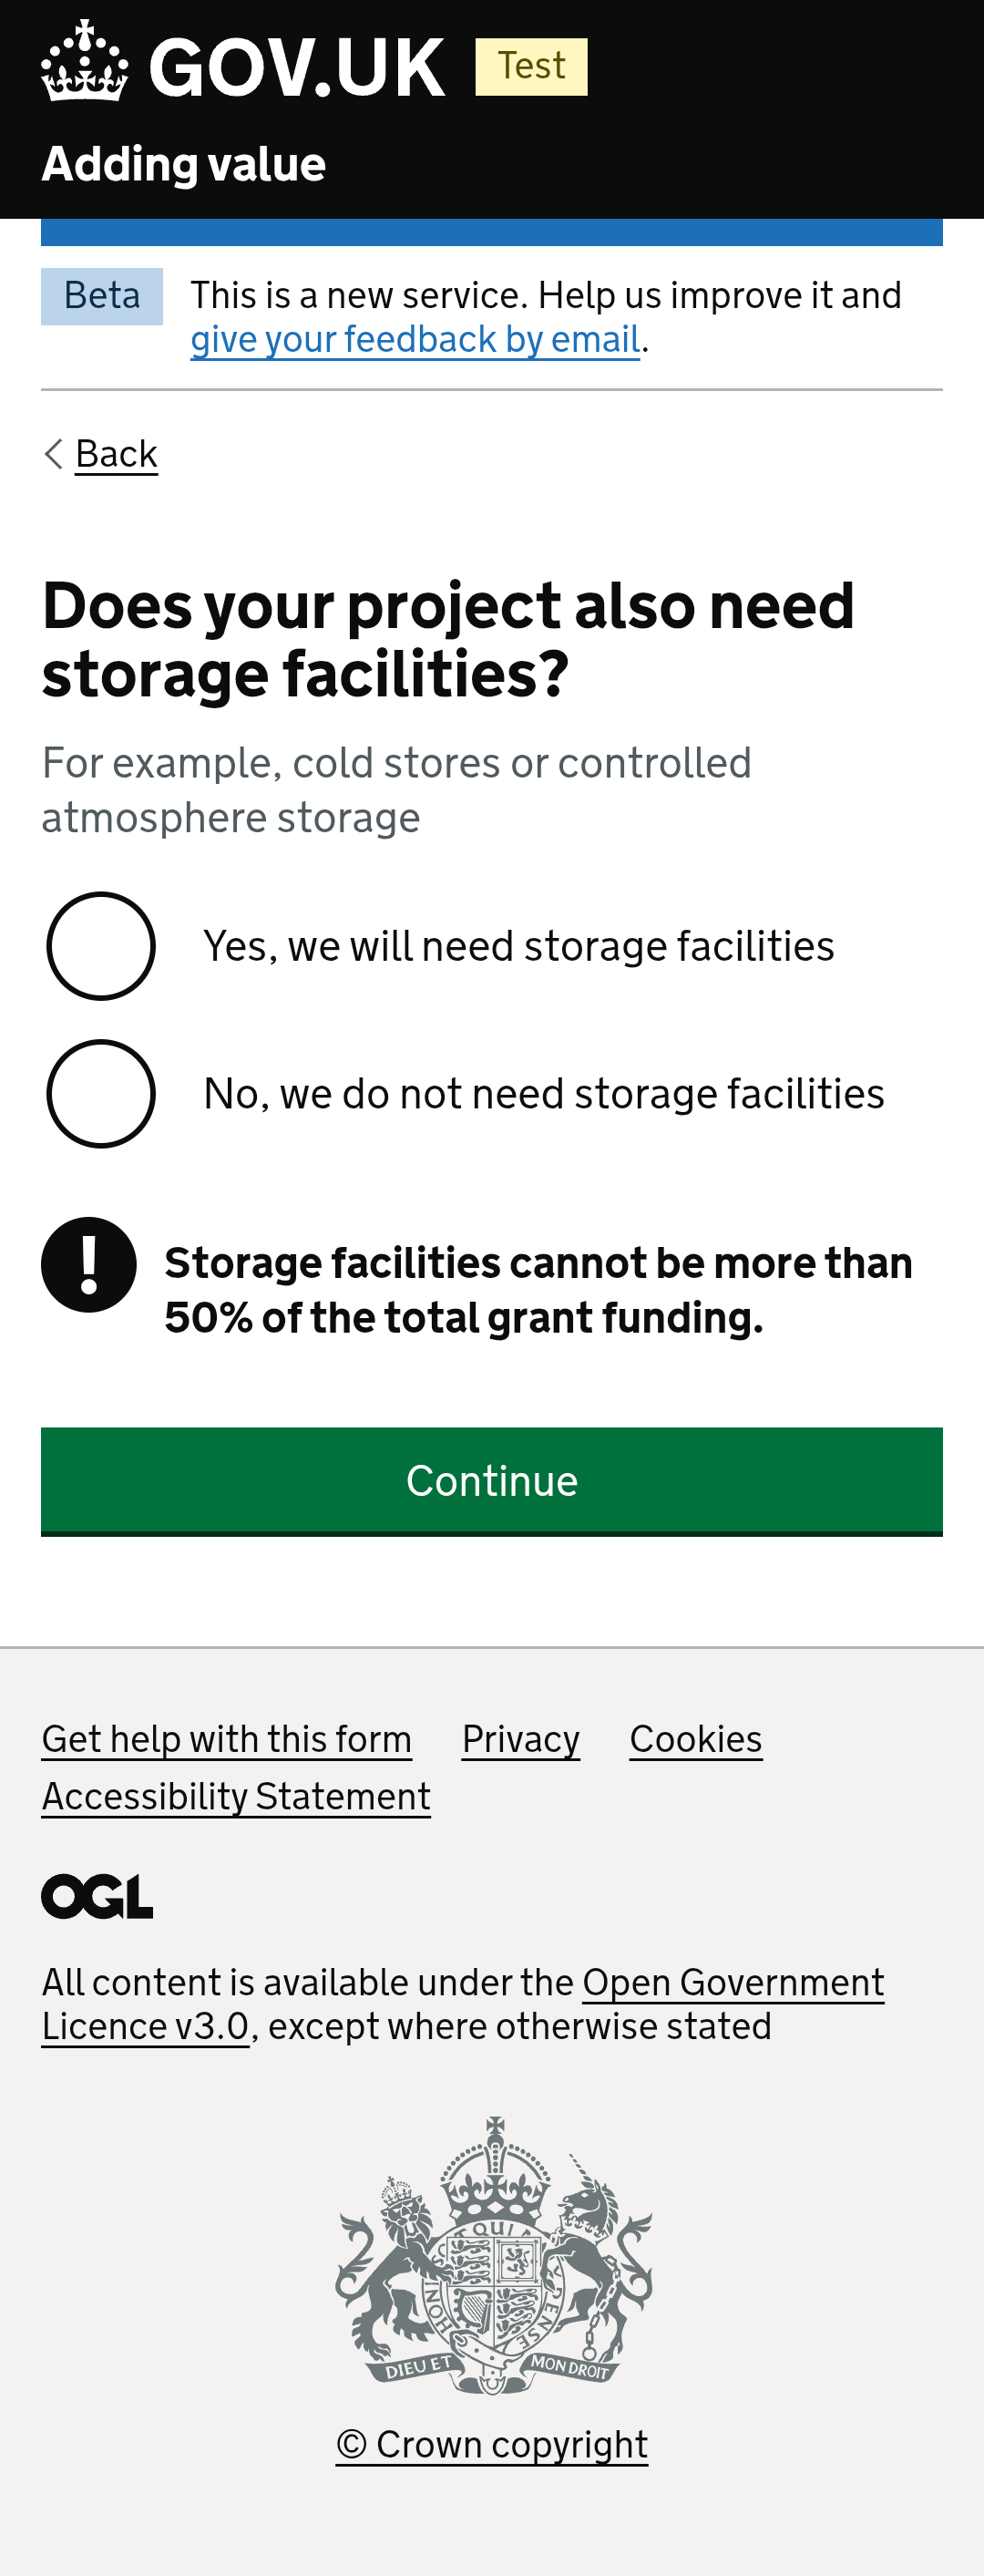 GOV.UK Test
Adding value
Beta This is a new service. Help us improve it and
give your feedback by email.
Back
Does your project also need
storage facilities?
For example, cold stores or controlled
atmosphere storage
Yes, we will need storage facilities
No, we do not need storage facilities
! Storage facilities cannot be more than
50% of the total grant funding.
Continue
Get help with this form Privacy Cookies
Accessibility Statement
OGL
All content is available under the Open Government
Licence v3.0, except where otherwise stated
DIEU ET MON DROIT
© Crown copyright